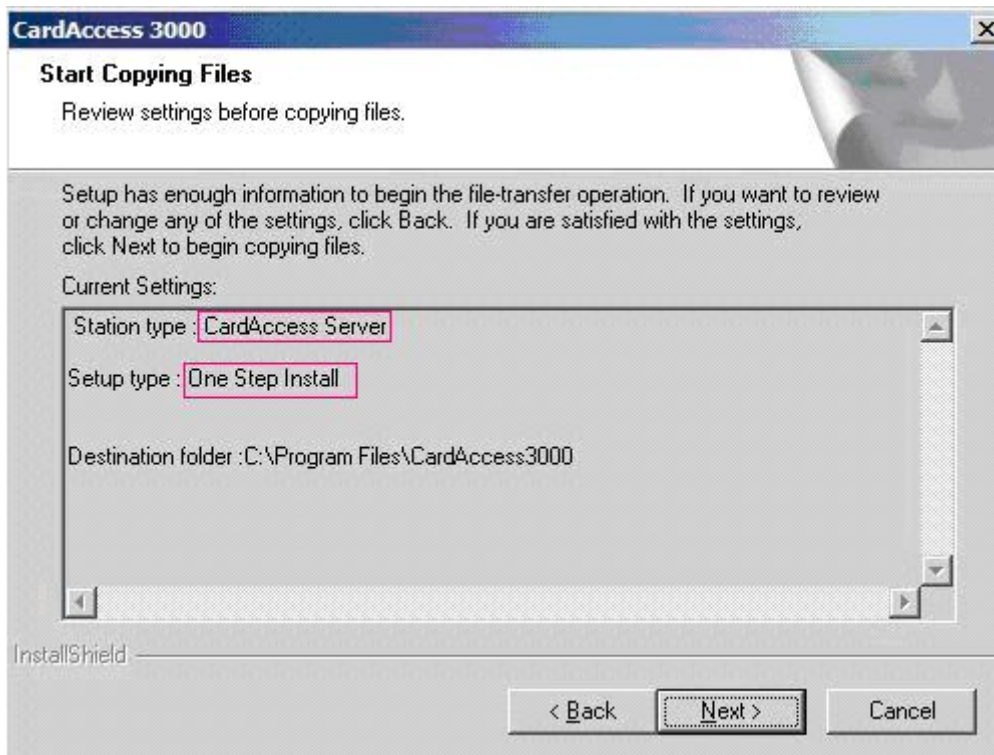 CardAccess 3000
Start Copying Files
Review settings before copying files.
Setup has enough information to begin the file-transfer operation.  If you want to review
or change any of the settings, click Back.  If you are satisfied with the settings,
click Next to begin copying files.
Current Settings:
Station type : CardAccess Server
Setup type : One Step Install
Destination folder :C:\Program Files\CardAccess3000
InstallShield
< Back
Next >
Cancel